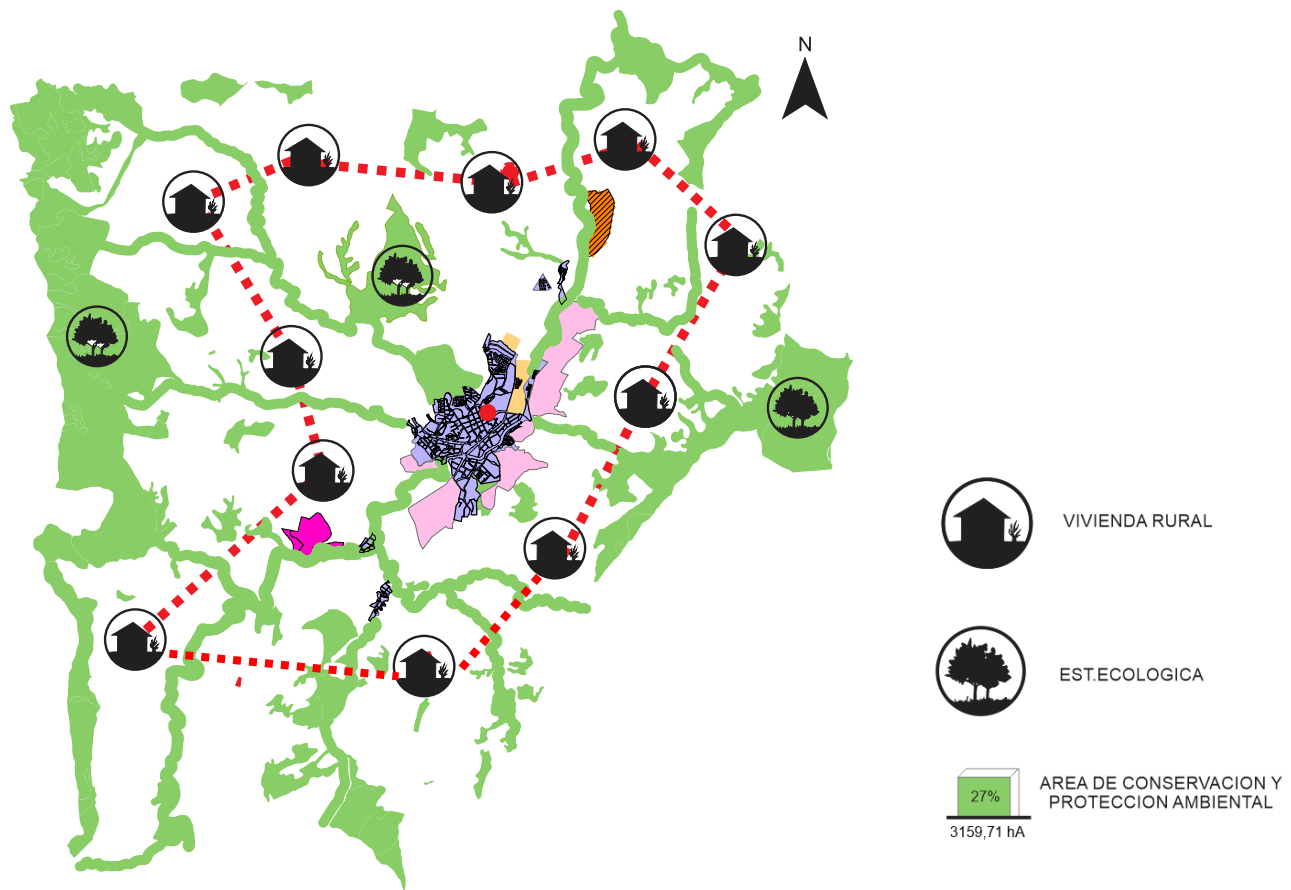 N
VIVIENDA RURAL
EST.ECOLOGICA
27%
AREA DE CONSERVACION Y
PROTECCION AMBIENTAL
3159,71 hA